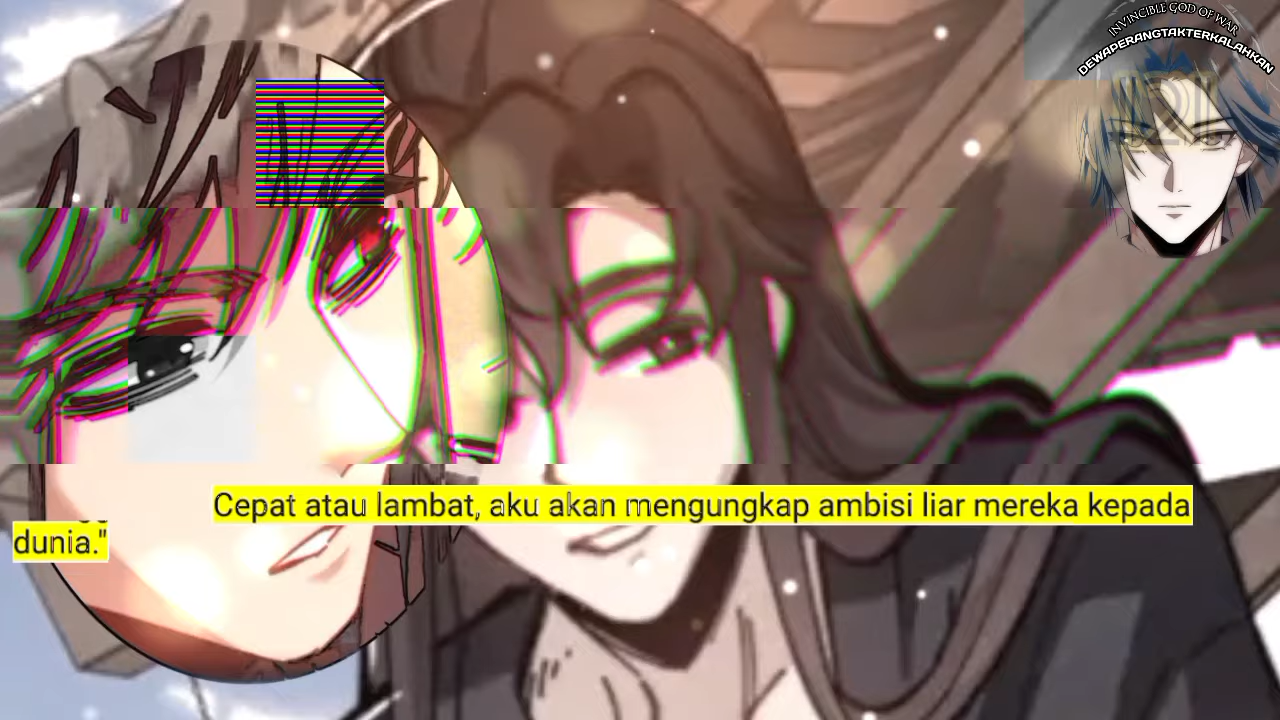 INVINCIBLE GOD OF WAR
DEWAPERANGTAKTERKALAHKAN
Cepat atau lambat, aku akan mengungkap ambisi liar mereka kepada
dunia."